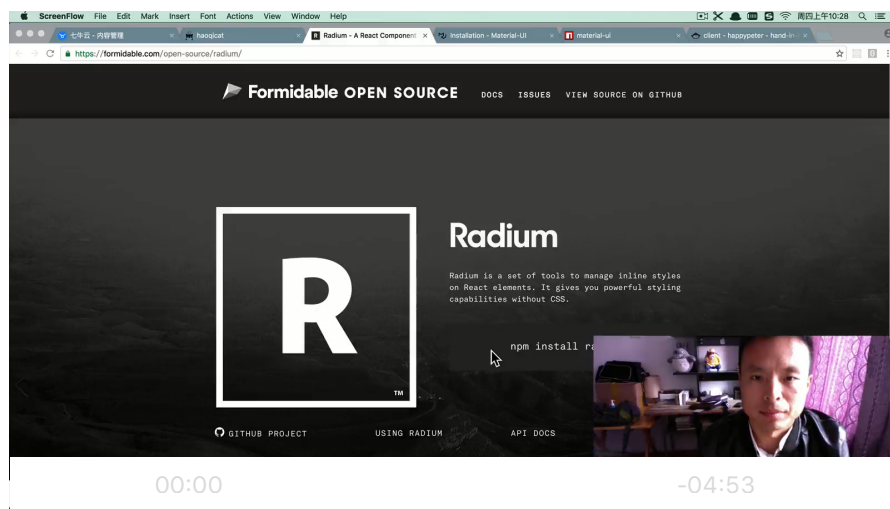 ScreenFlow File Edit Mark Insert Font Actions View Window Help 周四上午10:28
七牛云 - 内容管理 haoqicat Radium - A React Component Installation - Material-UI material-ui client - happypeter - hand-in-
https://formidable.com/open-source/radium/
Formidable OPEN SOURCE DOCS ISSUES VIEW SOURCE ON GITHUB
Radium
Radium is a set of tools to manage inline styles
on React elements. It gives you powerful styling
capabilities without CSS.
R
npm install
TM
GITHUB PROJECT USING RADIUM API DOCS
00:00 -04:53